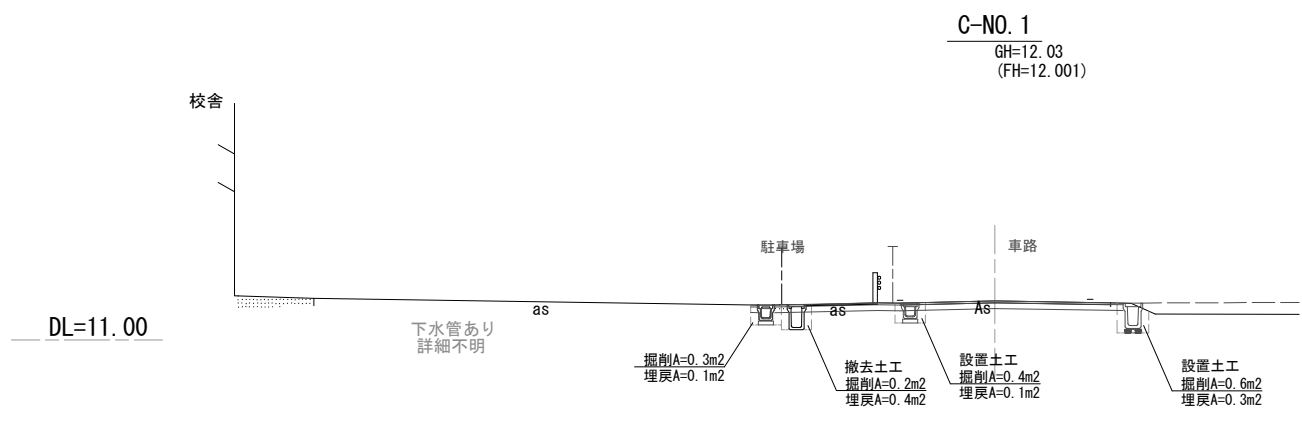 C-NO.1
GH=12.03
(FH=12.001)
校舎
駐車場
車路
as
as
As
DL=11.00
下水管あり
詳細不明
掘削A=0.3m2
埋戻A=0.1m2
撤去土工
掘削A=0.2m2
埋戻A=0.4m2
設置土工
掘削A=0.4m2
埋戻A=0.1m2
設置土工
掘削A=0.6m2
埋戻A=0.3m2